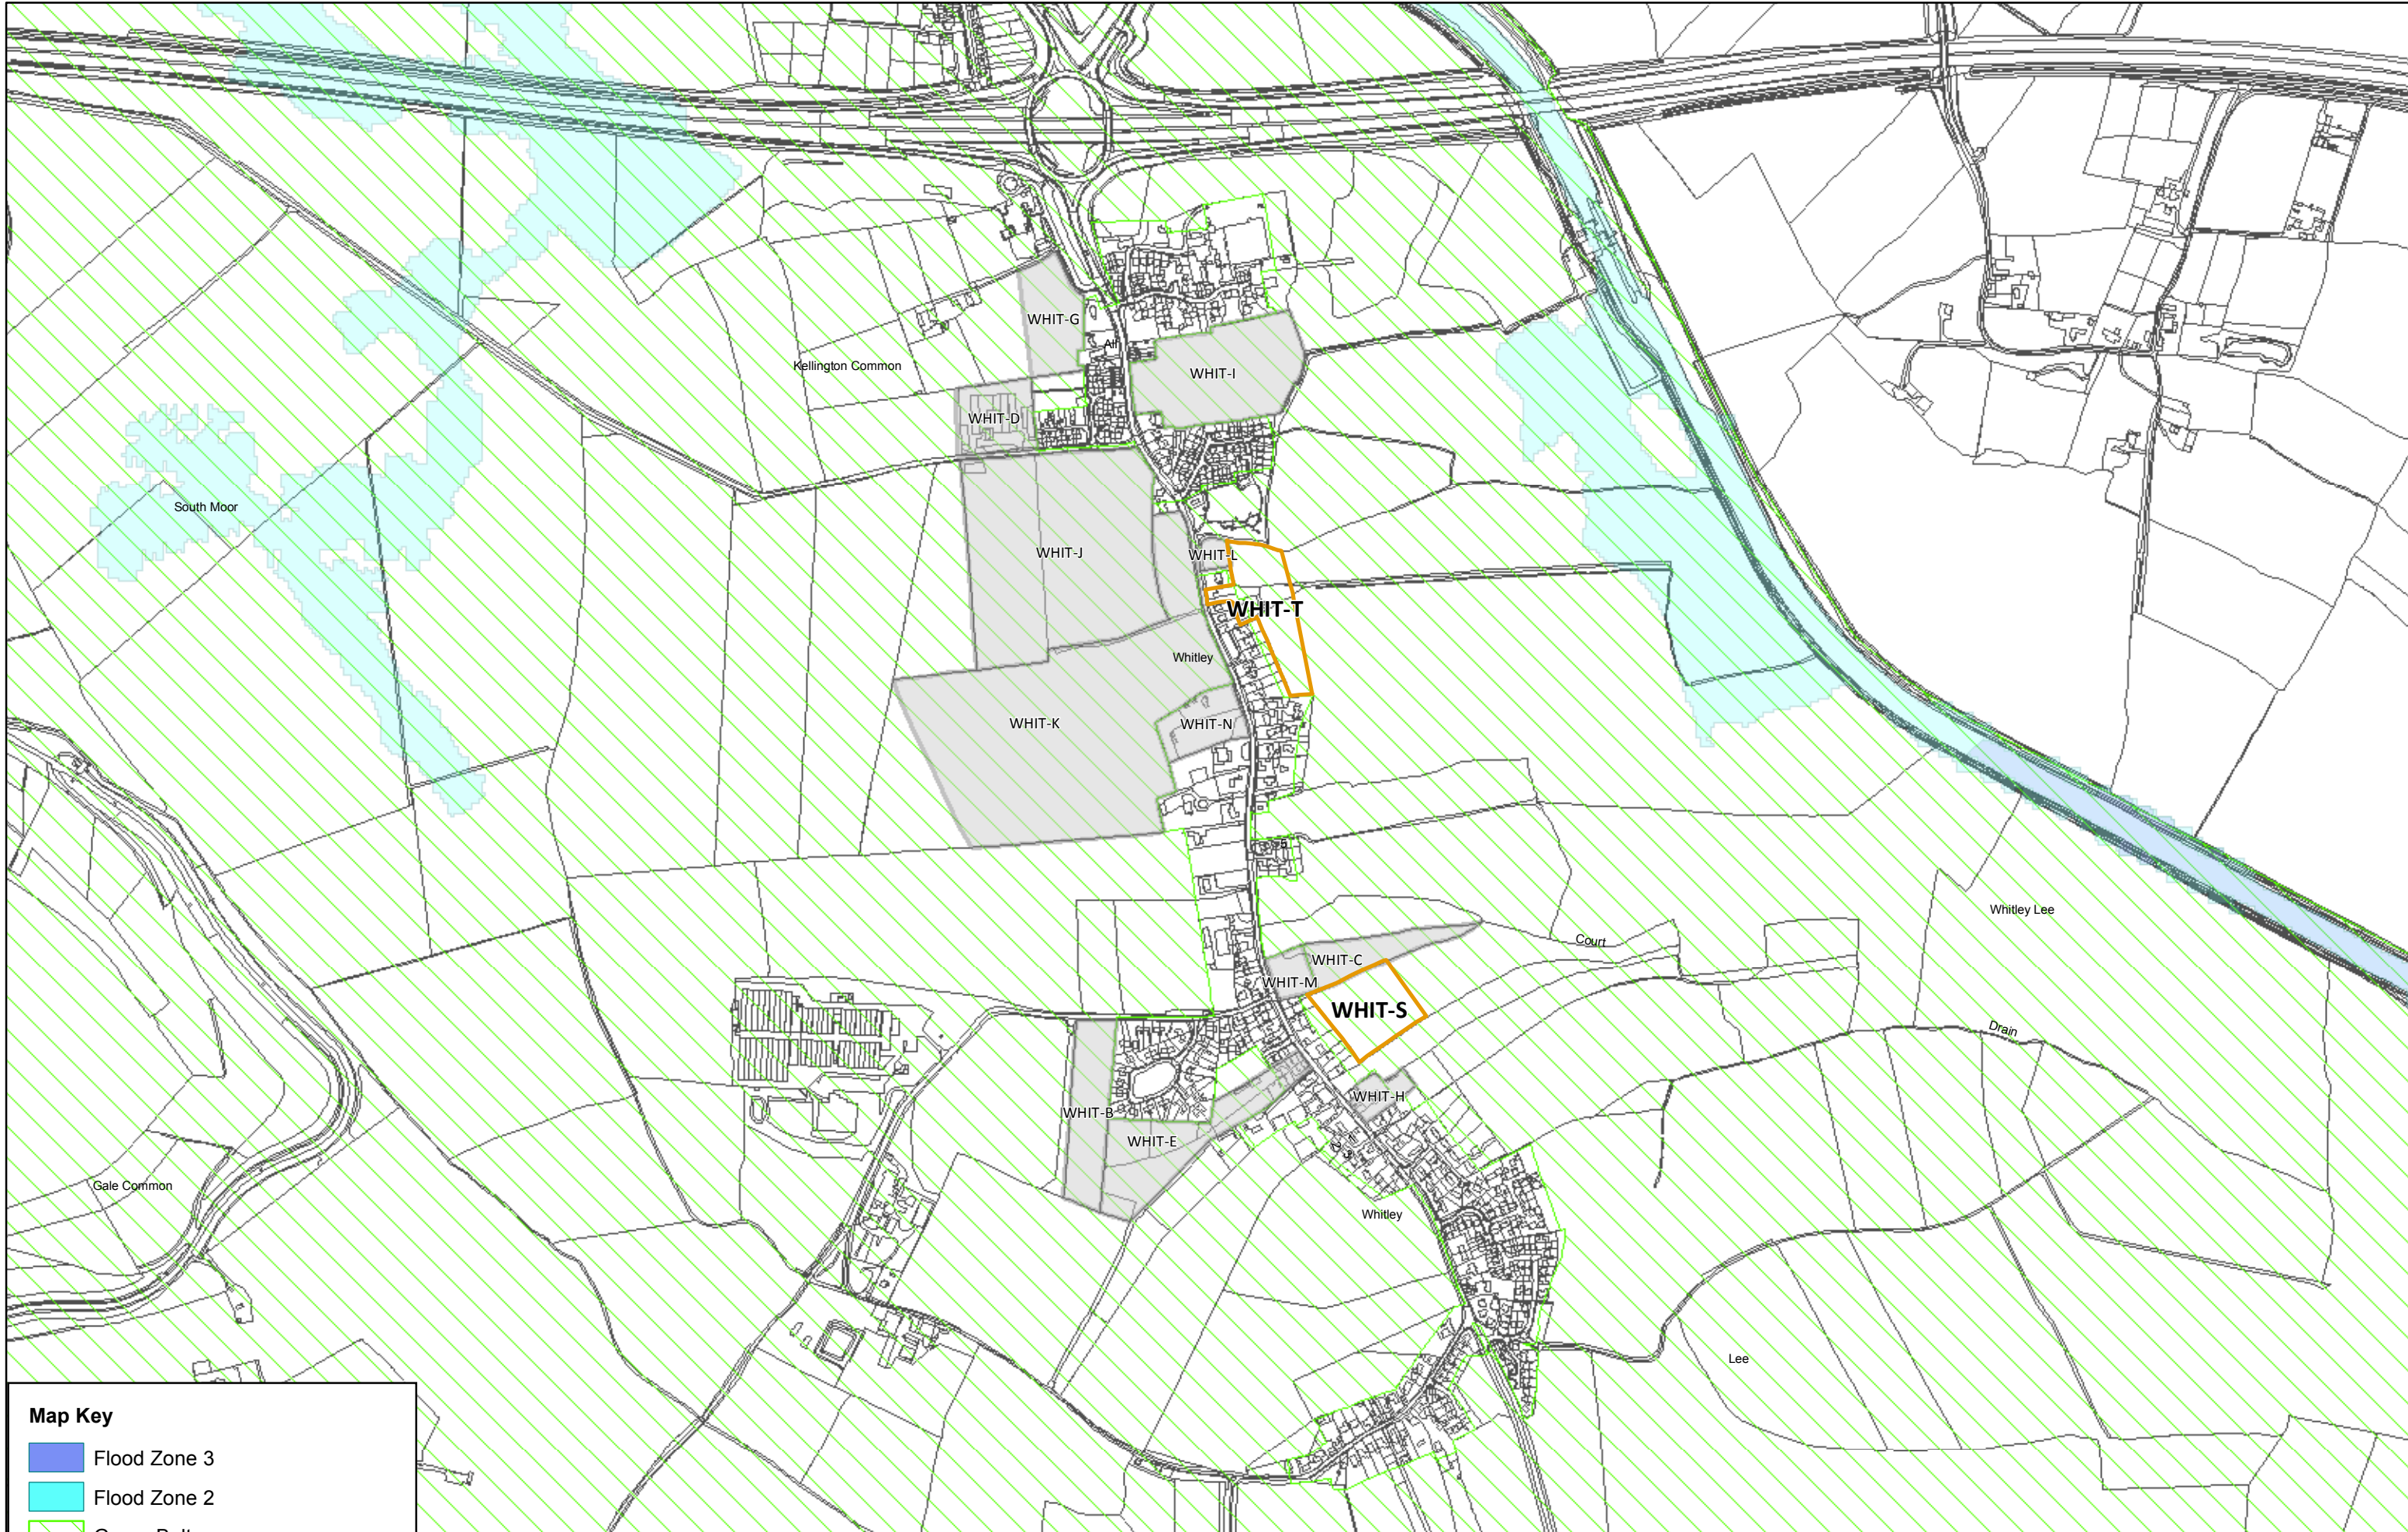 WHIT-G
All
Kellington Common
WHIT-I
WHIT-D
South Moor
WHIT-J
WHIT-L
WHIT-T
Whitley
WHIT-K
WHIT-N
Whitley Lee
Court
WHIT-C
WHIT-M
WHIT-S
Drain
WHIT-H
WHIT-B
WHIT-E
Gale Common
Whitley
Lee
Map Key
Flood Zone 3
Flood Zone 2